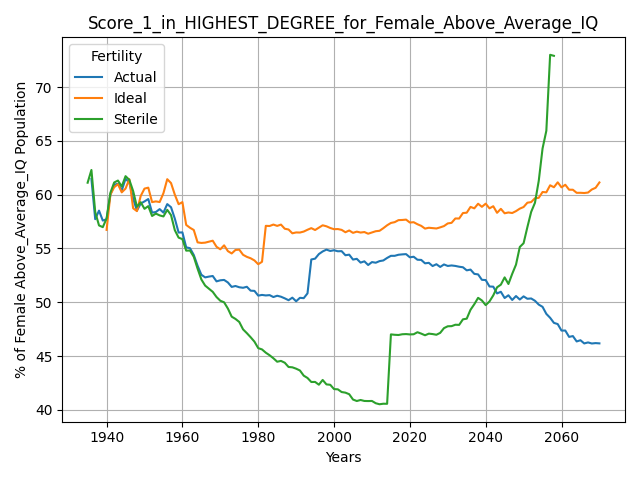 Score_1_in_HIGHEST_DEGREE_for_Female_Above_Average_IQ
Fertility
Actual
Ideal
Sterile
% of Female Above_Average_IQ Population
70
65
60
55
50
45
40
1940
1960
1980
2000
2020
2040
2060
Years